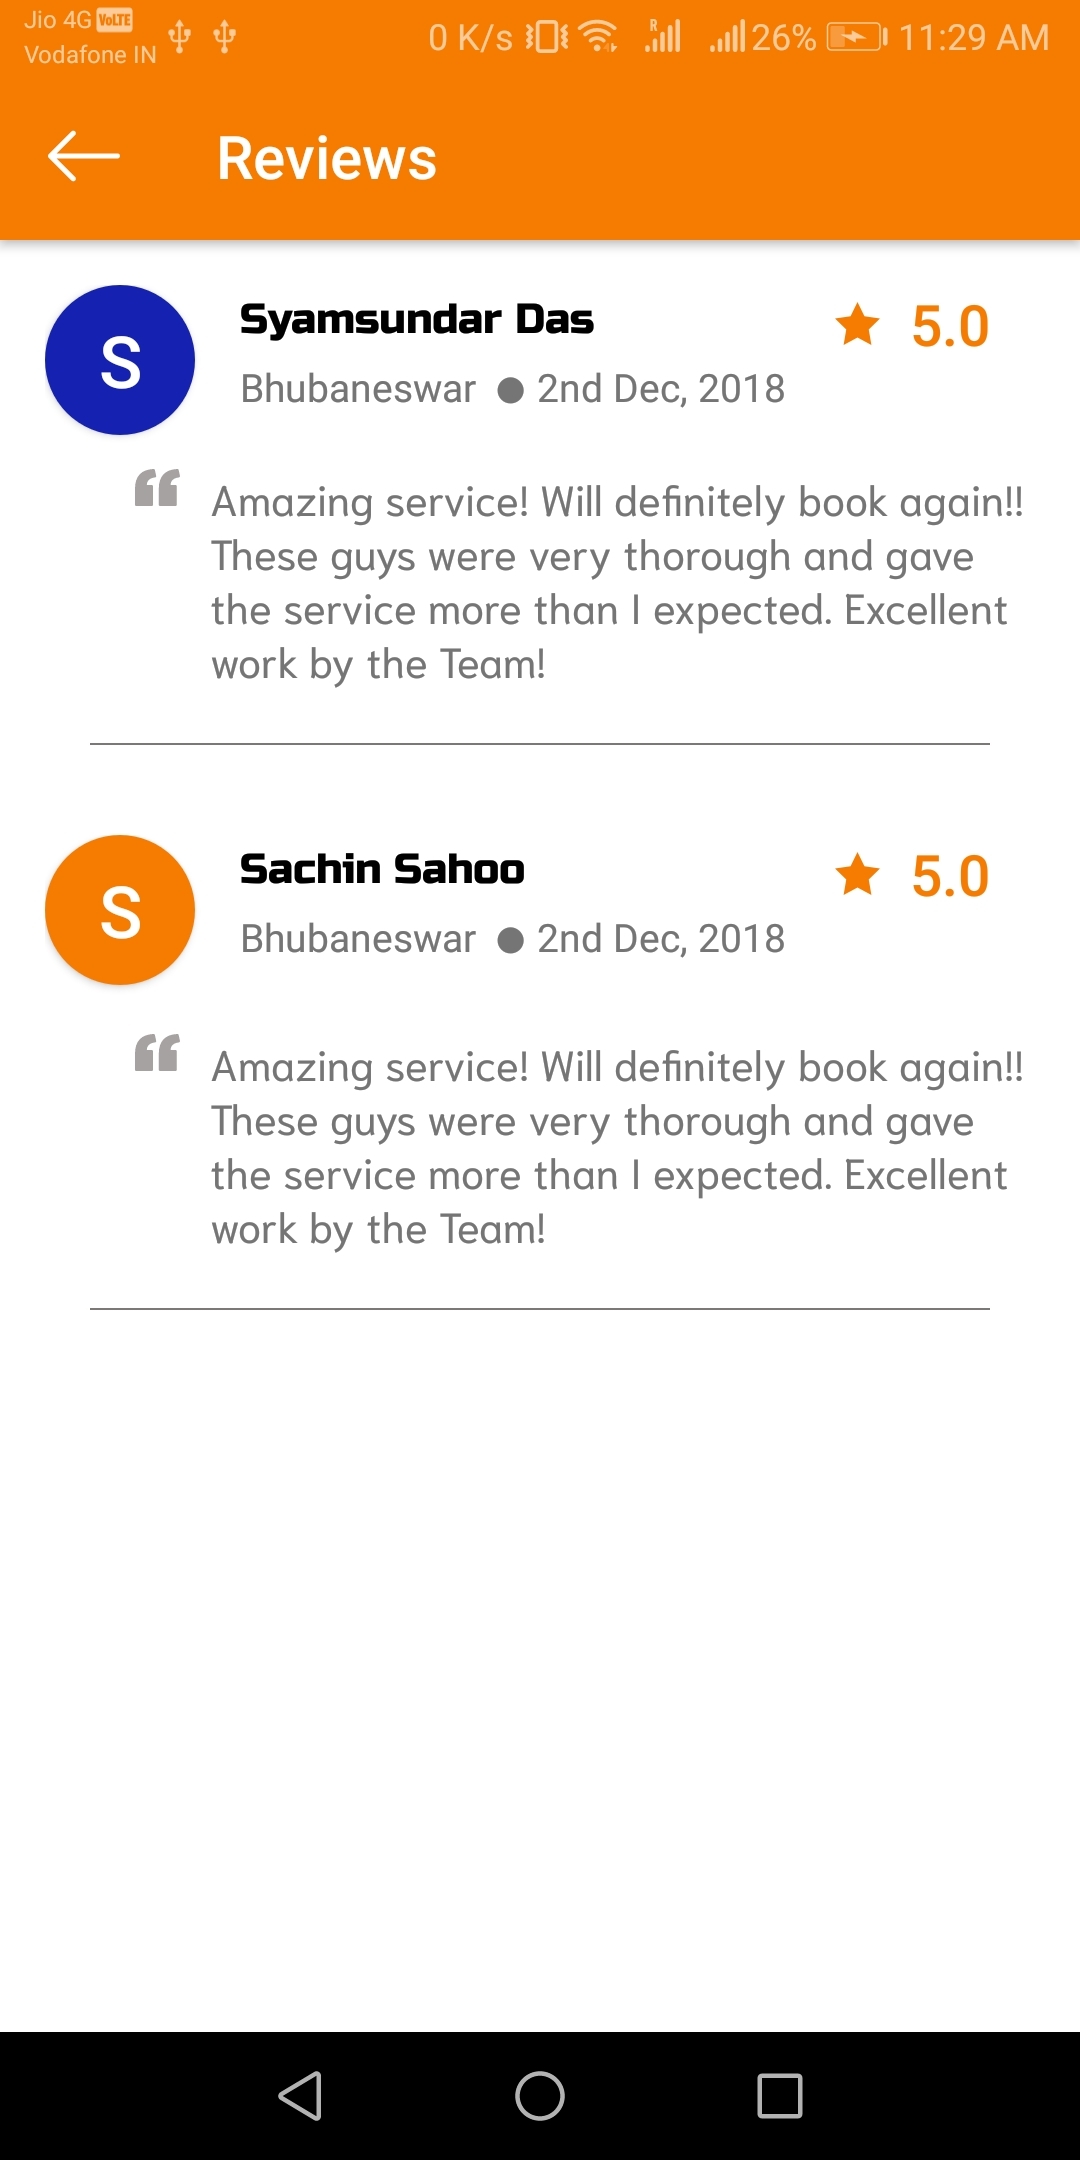 Jio 4G VoLTE
Vodafone IN
0 K/s R 26% 11:29 AM
Reviews
S
Syamsundar Das
5.0
Bhubaneswar ● 2nd Dec, 2018
“ Amazing service! Will definitely book again!!
These guys were very thorough and gave
the service more than I expected. Excellent
work by the Team!
S
Sachin Sahoo
5.0
Bhubaneswar ● 2nd Dec, 2018
“ Amazing service! Will definitely book again!!
These guys were very thorough and gave
the service more than I expected. Excellent
work by the Team!